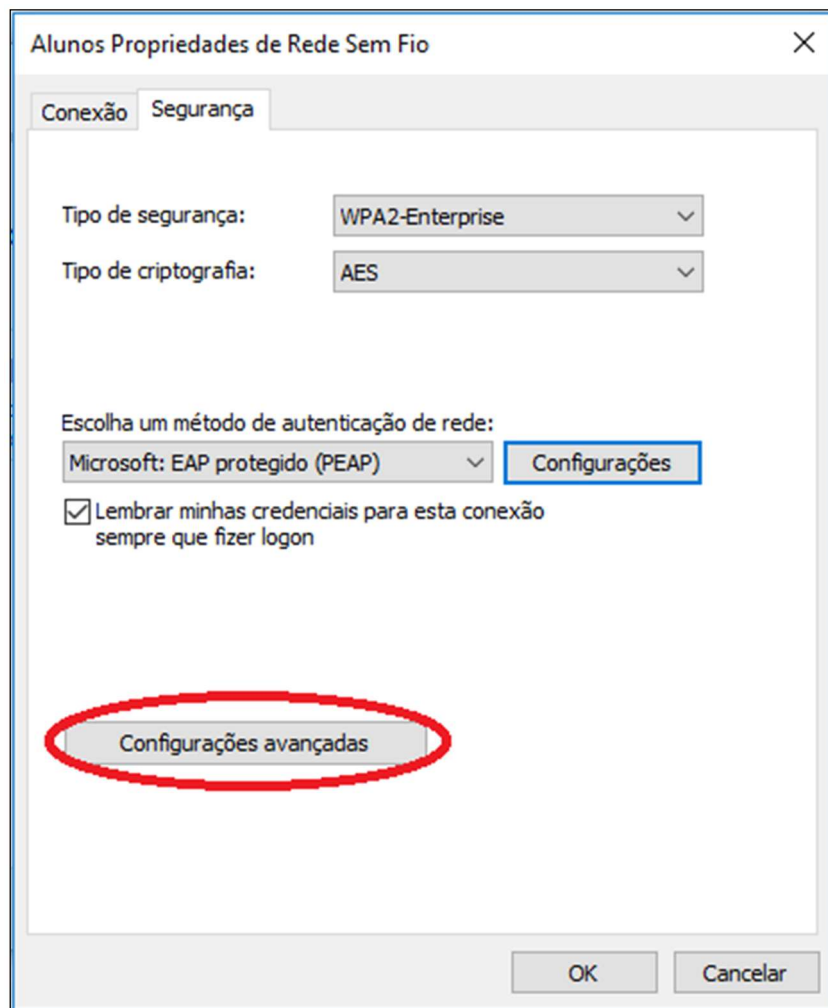 Alunos Propriedades de Rede Sem Fio
Conexão Segurança
Tipo de segurança: WPA2-Enterprise
Tipo de criptografia: AES
Escolha um método de autenticação de rede:
Microsoft: EAP protegido (PEAP) Configurações
Lembrar minhas credenciais para esta conexão
sempre que fizer logon
Configurações avançadas
OK Cancelar